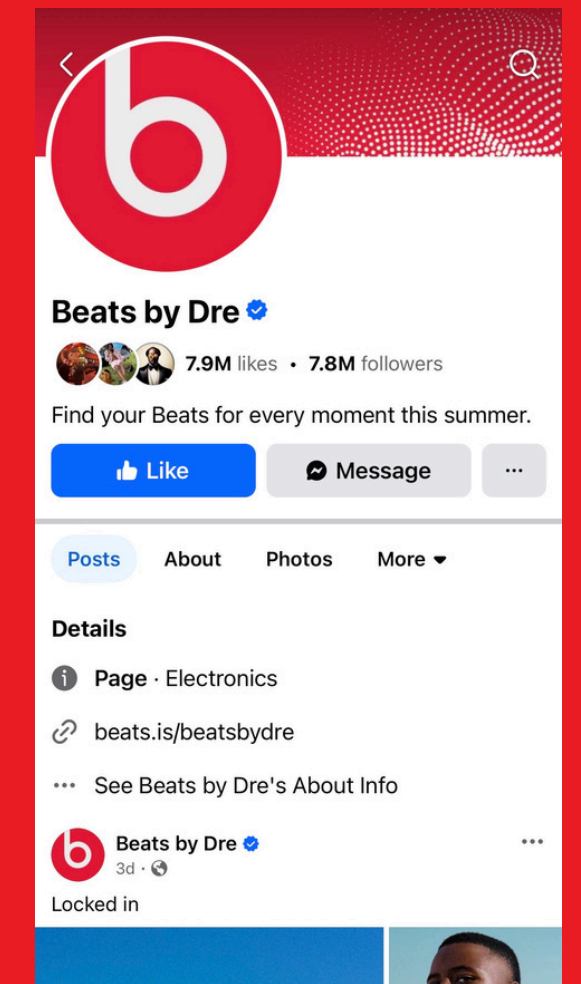 b
Beats by Dre
7.9M likes • 7.8M followers
Find your Beats for every moment this summer.
Like Message ...
Posts About Photos More
Details
Page · Electronics
beats.is/beatsbydre
... See Beats by Dre's About Info
b Beats by Dre ...
3d ·
Locked in